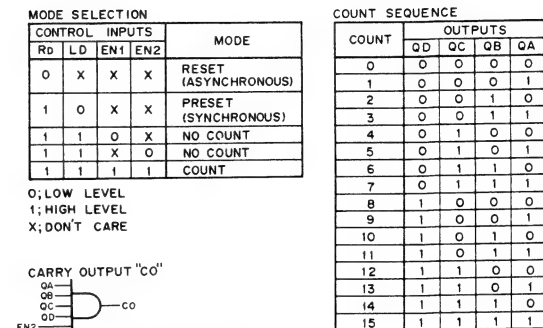 MODE SELECTION
CONTROL INPUTS MODE
RD LD EN1 EN2
0 X X X RESET (ASYNCHRONOUS)
1 0 X X PRESET (SYNCHRONOUS)
1 1 0 X NO COUNT
1 1 X 0 NO COUNT
1 1 1 1 COUNT
0; LOW LEVEL
1; HIGH LEVEL
X; DON'T CARE
CARRY OUTPUT "CO"
QA
QB
QC
QD
EN2
CO
COUNT SEQUENCE
COUNT OUTPUTS
QD QC QB QA
0 0 0 0 0
1 0 0 0 1
2 0 0 1 0
3 0 0 1 1
4 0 1 0 0
5 0 1 0 1
6 0 1 1 0
7 0 1 1 1
8 1 0 0 0
9 1 0 0 1
10 1 0 1 0
11 1 0 1 1
12 1 1 0 0
13 1 1 0 1
14 1 1 1 0
15 1 1 1 1